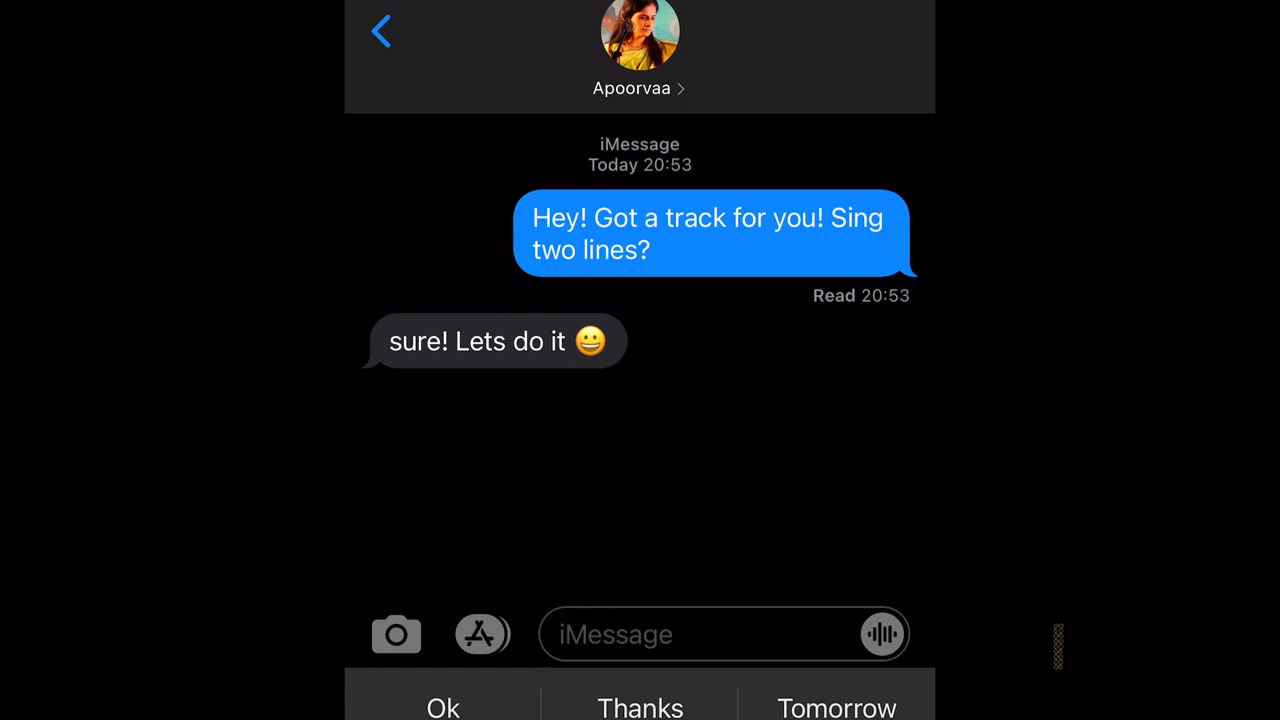 Apoorvaa
iMessage
Today 20:53
Hey! Got a track for you! Sing
two lines?
Read 20:53
sure! Lets do it 😀
iMessage
Ok Thanks Tomorrow